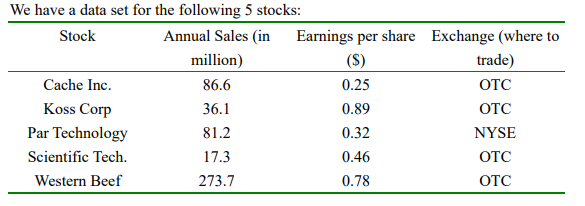 We have a data set for the following 5 stocks:
Stock Annual Sales (in million) Earnings per share ($) Exchange (where to trade)
Cache Inc. 86.6 0.25 OTC
Koss Corp 36.1 0.89 OTC
Par Technology 81.2 0.32 NYSE
Scientific Tech. 17.3 0.46 OTC
Western Beef 273.7 0.78 OTC